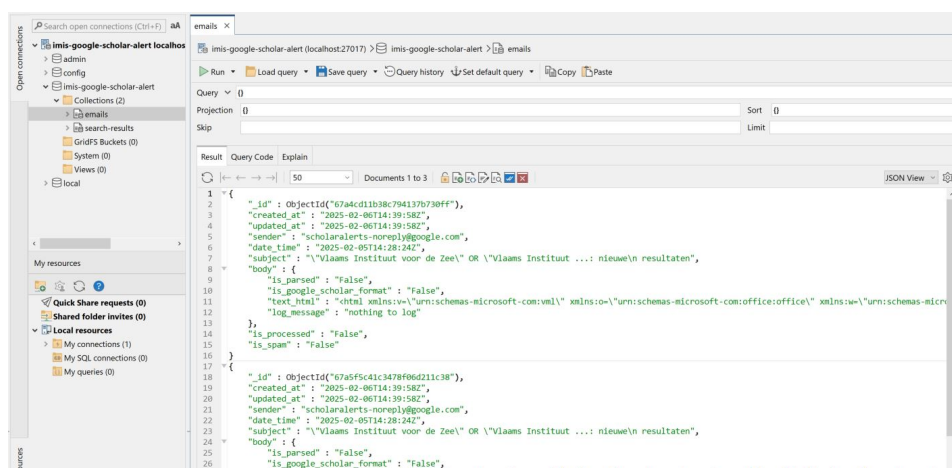 Open connections
Search open connections (Ctrl+F) aA
imis-google-scholar-alert localhos
admin
config
imis-google-scholar-alert
Collections (2)
emails
search-results
GridFS Buckets (0)
System (0)
Views (0)
local
My resources
Quick Share requests (0)
Shared folder invites (0)
Local resources
My connections (1)
My SQL connections (0)
My queries (0)
emails ×
imis-google-scholar-alert (localhost:27017) > imis-google-scholar-alert > emails
Run Load query Save query Query history Set default query Copy Paste
Query {}
Projection {} Sort {}
Skip Limit
Result Query Code Explain
50 Documents 1 to 3 JSON View
1 {
2 "_id" : ObjectId("67a4cd11b38c794137b730ff"),
3 "created_at" : "2025-02-06T14:39:58Z",
4 "updated_at" : "2025-02-06T14:39:58Z",
5 "sender" : "scholaralerts-noreply@google.com",
6 "date_time" : "2025-02-05T14:28:24Z",
7 "subject" : "\"Vlaams Instituut voor de Zee\" OR \"Vlaams Instituut ...: nieuwe\n resultaten",
8 "body" : {
9 "is_parsed" : "False",
10 "is_google_scholar_format" : "False",
11 "text_html" : "<html xmlns:v=\"urn:schemas-microsoft-com:vml\" xmlns:o=\"urn:schemas-microsoft-com:office:office\" xmlns:w=\"urn:schemas-micro
12 "log_message" : "nothing to log"
13 },
14 "is_processed" : "False",
15 "is_spam" : "False"
16 }
17 {
18 "_id" : ObjectId("67a5f5c41c3478f06d211c38"),
19 "created_at" : "2025-02-06T14:39:58Z",
20 "updated_at" : "2025-02-06T14:39:58Z",
21 "sender" : "scholaralerts-noreply@google.com",
22 "date_time" : "2025-02-05T14:28:24Z",
23 "subject" : "\"Vlaams Instituut voor de Zee\" OR \"Vlaams Instituut ...: nieuwe\n resultaten",
24 "body" : {
25 "is_parsed" : "False",
26 "is_google_scholar_format" : "False",